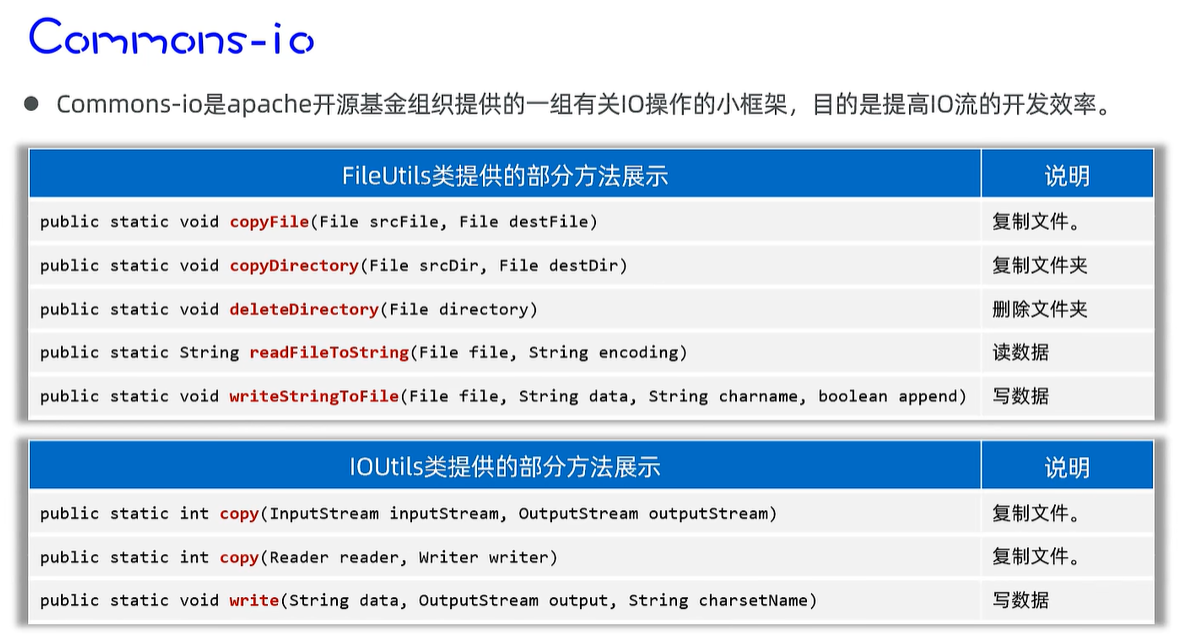 Commons-io
● Commons-io是apache开源基金组织提供的一组有关IO操作的小框架，目的是提高IO流的开发效率。
FileUtils类提供的部分方法展示 说明
public static void copyFile(File srcFile, File destFile) 复制文件。
public static void copyDirectory(File srcDir, File destDir) 复制文件夹
public static void deleteDirectory(File directory) 删除文件夹
public static String readFileToString(File file, String encoding) 读数据
public static void writeStringToFile(File file, String data, String charname, boolean append) 写数据
IOUtils类提供的部分方法展示 说明
public static int copy(InputStream inputStream, OutputStream outputStream) 复制文件。
public static int copy(Reader reader, Writer writer) 复制文件。
public static void write(String data, OutputStream output, String charsetName) 写数据